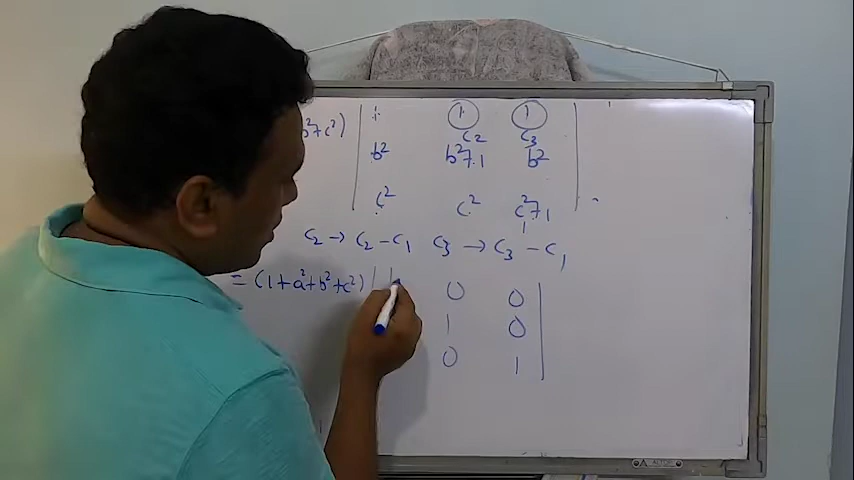 b²+c²) | 1 1 1 |
C₂ C₃
b² b²+1 b²
c² c² c²+1
C₂ → C₂ - C₁ C₃ → C₃ - C₁
= (1+a²+b²+c²) | 1 0 0 |
1 0
0 1